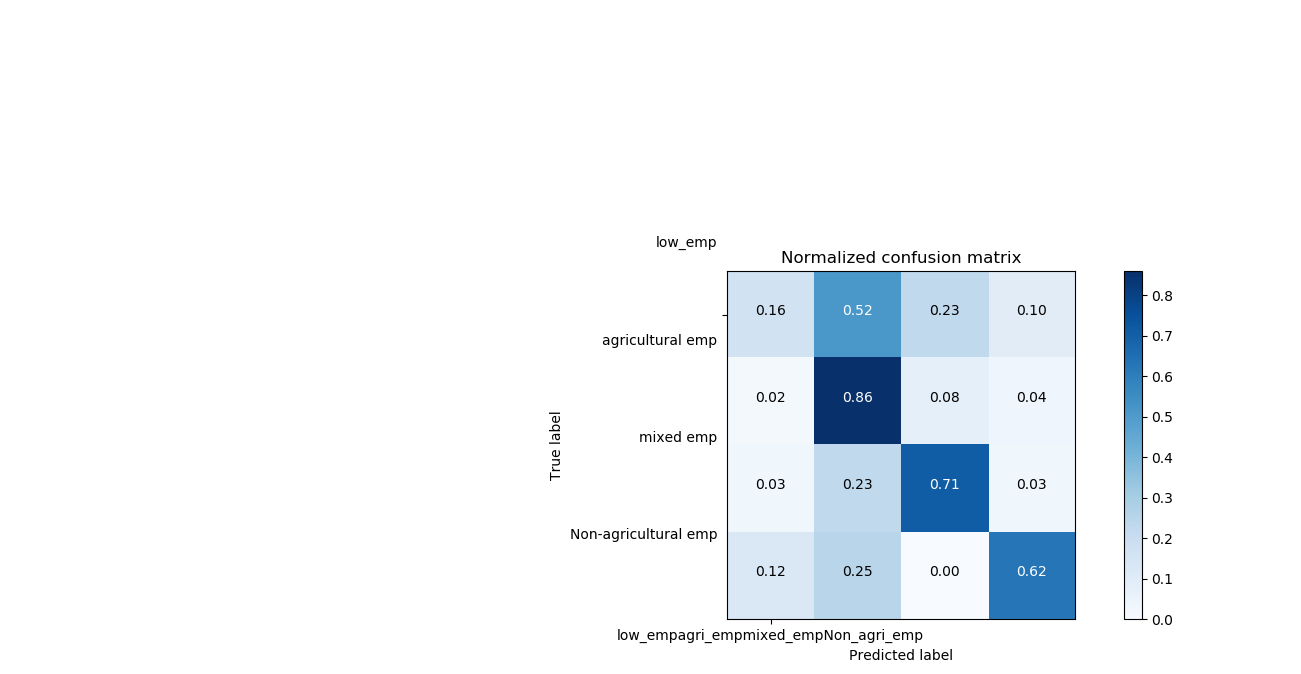 low_emp
Normalized confusion matrix
0.16 0.52 0.23 0.10
0.8
0.7
agricultural emp
0.02 0.86 0.08 0.04
0.6
0.5
mixed emp
True label
0.4
0.03 0.23 0.71 0.03
0.3
Non-agricultural emp
0.2
0.12 0.25 0.00 0.62
0.1
0.0
low_empagri_empmixed_empNon_agri_emp
Predicted label